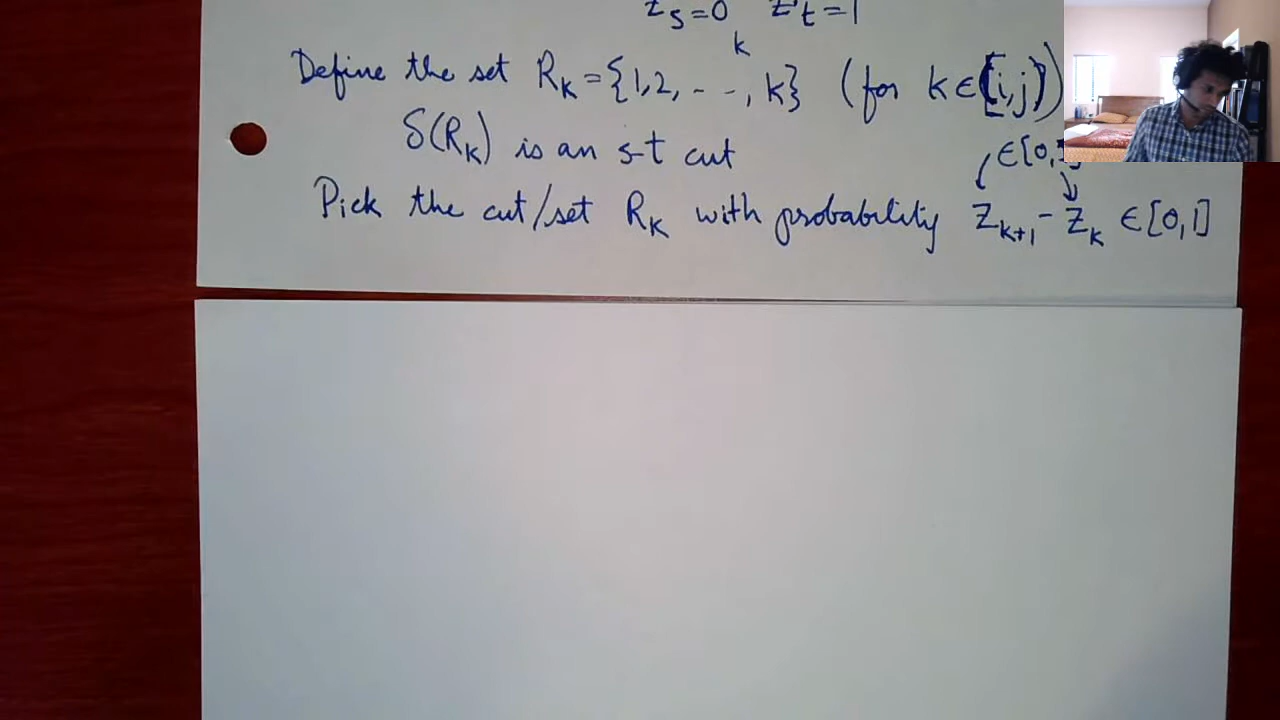 z_s=0 z_t=1
k
Define the set R_k = {1,2, - - -, k} (for k ∈ [i,j))
∈[0,
δ(R_k) is an s-t cut
Pick the cut/set R_k with probability z_{k+1} - z_k ∈[0,1]